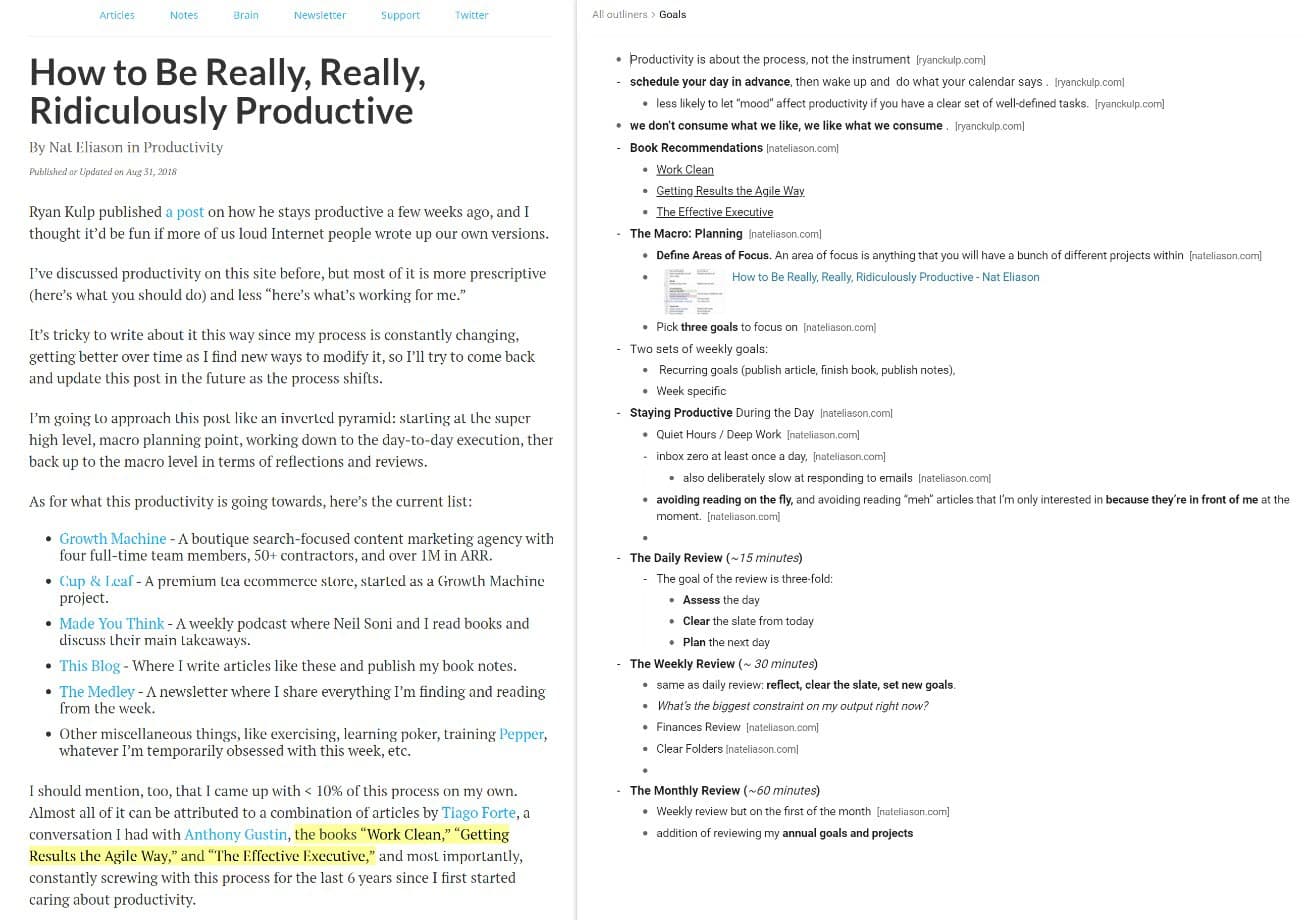 Articles Notes Brain Newsletter Support Twitter
How to Be Really, Really,
Ridiculously Productive
By Nat Eliason in Productivity
Published or Updated on Aug 31, 2018
Ryan Kulp published a post on how he stays productive a few weeks ago, and I
thought it’d be fun if more of us loud Internet people wrote up our own versions.
I’ve discussed productivity on this site before, but most of it is more prescriptive
(here’s what you should do) and less “here’s what’s working for me.”
It’s tricky to write about it this way since my process is constantly changing,
getting better over time as I find new ways to modify it, so I’ll try to come back
and update this post in the future as the process shifts.
I’m going to approach this post like an inverted pyramid: starting at the super
high level, macro planning point, working down to the day-to-day execution, then
back up to the macro level in terms of reflections and reviews.
As for what this productivity is going towards, here’s the current list:
• Growth Machine - A boutique search-focused content marketing agency with
four full-time team members, 50+ contractors, and over 1M in ARR.
• Cup & Leaf - A premium tea ecommerce store, started as a Growth Machine
project.
• Made You Think - A weekly podcast where Neil Soni and I read books and
discuss their main takeaways.
• This Blog - Where I write articles like these and publish my book notes.
• The Medley - A newsletter where I share everything I’m finding and reading
from the week.
• Other miscellaneous things, like exercising, learning poker, training Pepper,
whatever I’m temporarily obsessed with this week, etc.
I should mention, too, that I came up with < 10% of this process on my own.
Almost all of it can be attributed to a combination of articles by Tiago Forte, a
conversation I had with Anthony Gustin, the books “Work Clean,” “Getting
Results the Agile Way,” and “The Effective Executive,” and most importantly,
constantly screwing with this process for the last 6 years since I first started
caring about productivity.
All outliners > Goals
• Productivity is about the process, not the instrument [ryanckulp.com]
- schedule your day in advance, then wake up and do what your calendar says . [ryanckulp.com]
• less likely to let “mood” affect productivity if you have a clear set of well-defined tasks. [ryanckulp.com]
• we don’t consume what we like, we like what we consume . [ryanckulp.com]
- Book Recommendations [nateliason.com]
• Work Clean
• Getting Results the Agile Way
• The Effective Executive
- The Macro: Planning [nateliason.com]
• Define Areas of Focus. An area of focus is anything that you will have a bunch of different projects within [nateliason.com]
• How to Be Really, Really, Ridiculously Productive - Nat Eliason
• Pick three goals to focus on [nateliason.com]
- Two sets of weekly goals:
• Recurring goals (publish article, finish book, publish notes),
• Week specific
- Staying Productive During the Day [nateliason.com]
• Quiet Hours / Deep Work [nateliason.com]
- inbox zero at least once a day, [nateliason.com]
• also deliberately slow at responding to emails [nateliason.com]
• avoiding reading on the fly, and avoiding reading “meh” articles that I’m only interested in because they’re in front of me at the
moment. [nateliason.com]
•
- The Daily Review (~15 minutes)
- The goal of the review is three-fold:
• Assess the day
• Clear the slate from today
• Plan the next day
- The Weekly Review (~ 30 minutes)
• same as daily review: reflect, clear the slate, set new goals.
• What’s the biggest constraint on my output right now?
• Finances Review [nateliason.com]
• Clear Folders [nateliason.com]
•
- The Monthly Review (~60 minutes)
• Weekly review but on the first of the month [nateliason.com]
• addition of reviewing my annual goals and projects